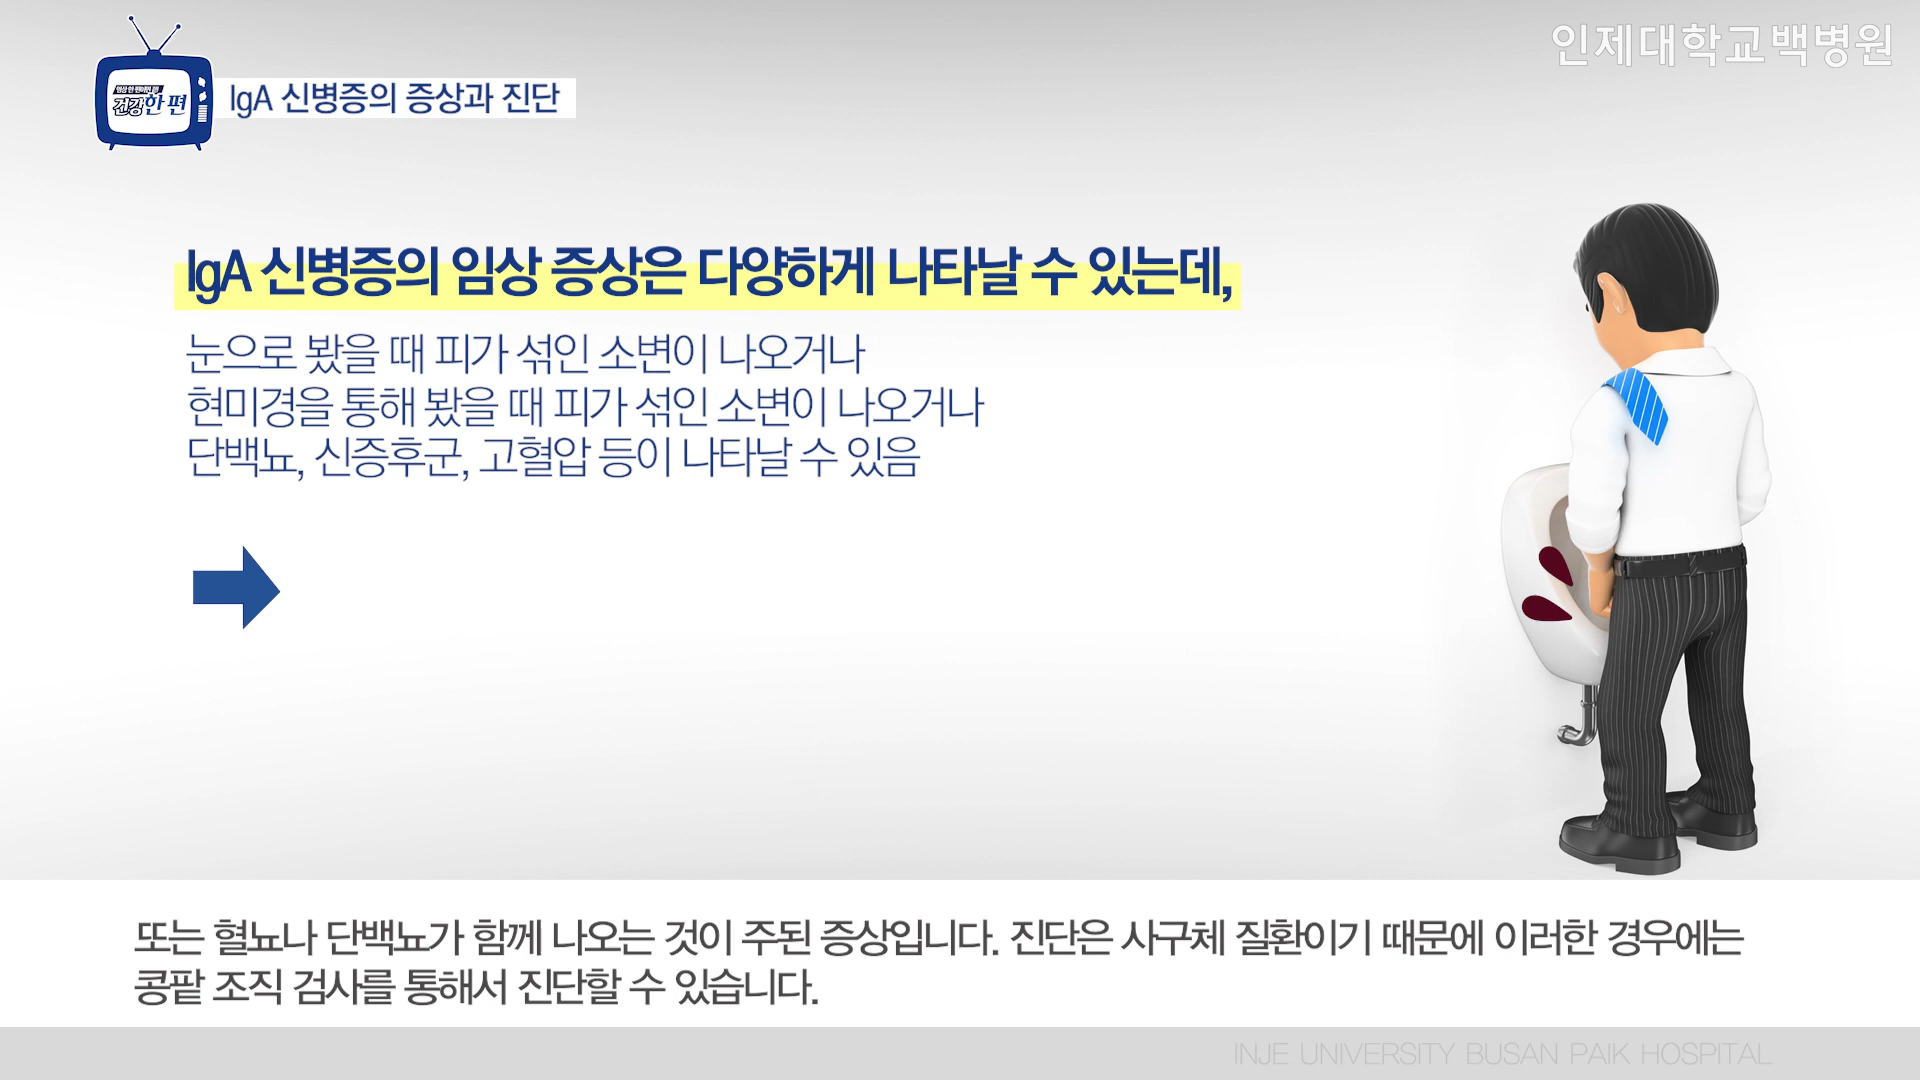 인제대학교백병원
건강한편
IgA 신병증의 증상과 진단
IgA 신병증의 임상 증상은 다양하게 나타날 수 있는데,
눈으로 봤을 때 피가 섞인 소변이 나오거나
현미경을 통해 봤을 때 피가 섞인 소변이 나오거나
단백뇨, 신증후군, 고혈압 등이 나타날 수 있음
또는 혈뇨나 단백뇨가 함께 나오는 것이 주된 증상입니다. 진단은 사구체 질환이기 때문에 이러한 경우에는
콩팥 조직 검사를 통해서 진단할 수 있습니다.
INJE UNIVERSITY BUSAN PAIK HOSPITAL